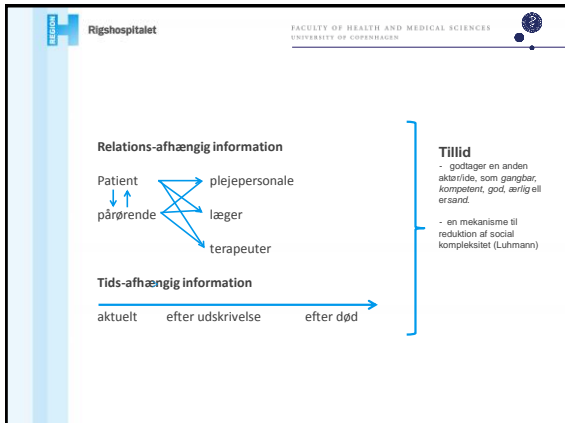 REGION
H
Rigshospitalet
FACULTY OF HEALTH AND MEDICAL SCIENCES
UNIVERSITY OF COPENHAGEN
Relations-afhængig information
Patient plejepersonale
pårørende læger
terapeuter
Tids-afhængig information
aktuelt efter udskrivelse efter død
Tillid
- godtager en anden
aktør/ide, som gangbar,
kompetent, god, ærlig ell
ersand.
- en mekanisme til
reduktion af social
kompleksitet (Luhmann)